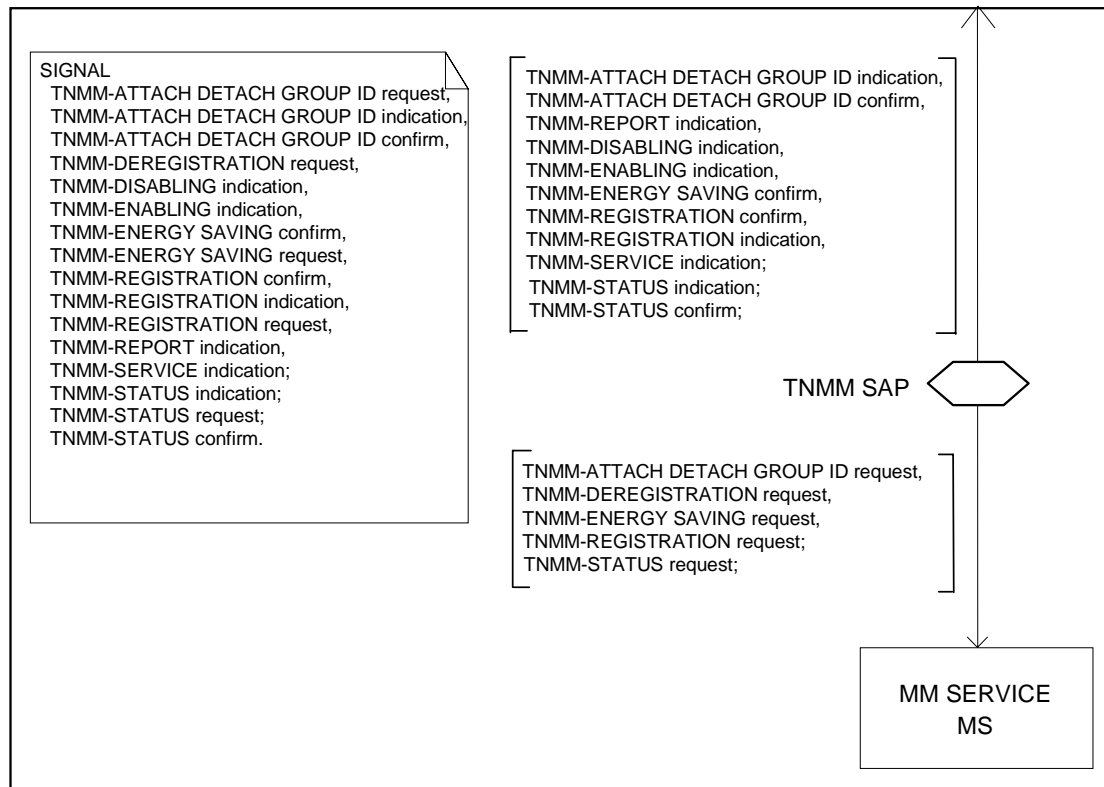 SIGNAL
TNMM-ATTACH DETACH GROUP ID request,
TNMM-ATTACH DETACH GROUP ID indication,
TNMM-ATTACH DETACH GROUP ID confirm,
TNMM-DEREGISTRATION request,
TNMM-DISABLING indication,
TNMM-ENABLING indication,
TNMM-ENERGY SAVING confirm,
TNMM-ENERGY SAVING request,
TNMM-REGISTRATION confirm,
TNMM-REGISTRATION indication,
TNMM-REGISTRATION request,
TNMM-REPORT indication,
TNMM-SERVICE indication;
TNMM-STATUS indication;
TNMM-STATUS request;
TNMM-STATUS confirm.
TNMM-ATTACH DETACH GROUP ID indication,
TNMM-ATTACH DETACH GROUP ID confirm,
TNMM-REPORT indication,
TNMM-DISABLING indication,
TNMM-ENABLING indication,
TNMM-ENERGY SAVING confirm,
TNMM-REGISTRATION confirm,
TNMM-REGISTRATION indication,
TNMM-SERVICE indication;
TNMM-STATUS indication;
TNMM-STATUS confirm;
TNMM SAP
TNMM-ATTACH DETACH GROUP ID request,
TNMM-DEREGISTRATION request,
TNMM-ENERGY SAVING request,
TNMM-REGISTRATION request;
TNMM-STATUS request;
MM SERVICE
MS